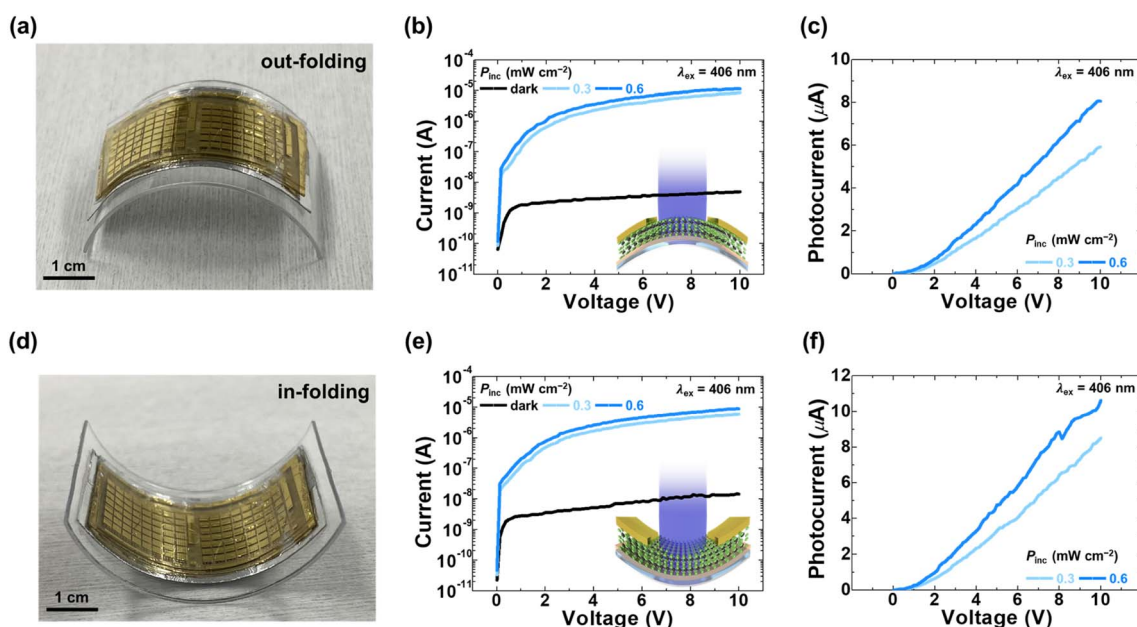 (a)
out-folding
1 cm
(b)
P_inc (mW cm⁻²)
λ_ex = 406 nm
dark 0.3 0.6
Current (A)
10⁻⁴
10⁻⁵
10⁻⁶
10⁻⁷
10⁻⁸
10⁻⁹
10⁻¹⁰
10⁻¹¹
0 2 4 6 8 10
Voltage (V)
(c)
λ_ex = 406 nm
Photocurrent (μA)
10
8
6
4
2
0
P_inc (mW cm⁻²)
0.3 0.6
-2 0 2 4 6 8 10
Voltage (V)
(d)
in-folding
1 cm
(e)
P_inc (mW cm⁻²)
λ_ex = 406 nm
dark 0.3 0.6
Current (A)
10⁻⁴
10⁻⁵
10⁻⁶
10⁻⁷
10⁻⁸
10⁻⁹
10⁻¹⁰
10⁻¹¹
0 2 4 6 8 10
Voltage (V)
(f)
λ_ex = 406 nm
Photocurrent (μA)
12
10
8
6
4
2
0
P_inc (mW cm⁻²)
0.3 0.6
-2 0 2 4 6 8 10
Voltage (V)